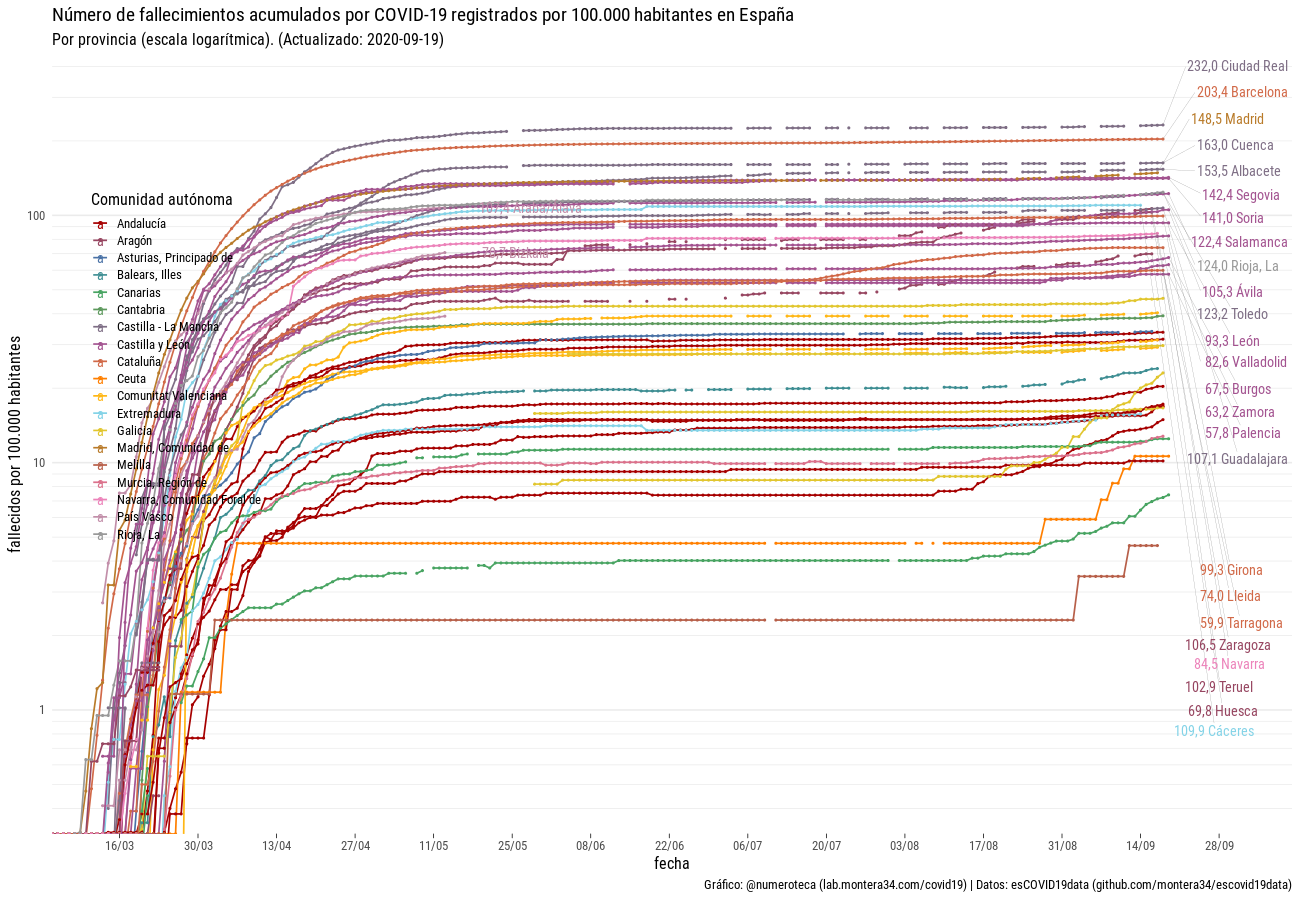 Número de fallecimientos acumulados por COVID-19 registrados por 100.000 habitantes en España
Por provincia (escala logarítmica). (Actualizado: 2020-09-19)
fallecidos por 100.000 habitantes
100
10
1
Comunidad autónoma
Andalucía
Aragón
Asturias, Principado de
Balears, Illes
Canarias
Cantabria
Castilla - La Mancha
Castilla y León
Cataluña
Ceuta
Comunitat Valenciana
Extremadura
Galicia
Madrid, Comunidad de
Melilla
Murcia, Región de
Navarra, Comunidad Foral de
País Vasco
Rioja, La
Araba/Álava
Bizkaia
232,0 Ciudad Real
203,4 Barcelona
148,5 Madrid
163,0 Cuenca
153,5 Albacete
142,4 Segovia
141,0 Soria
122,4 Salamanca
124,0 Rioja, La
105,3 Ávila
123,2 Toledo
93,3 León
82,6 Valladolid
67,5 Burgos
63,2 Zamora
57,8 Palencia
107,1 Guadalajara
99,3 Girona
74,0 Lleida
59,9 Tarragona
106,5 Zaragoza
84,5 Navarra
102,9 Teruel
69,8 Huesca
109,9 Cáceres
16/03 30/03 13/04 27/04 11/05 25/05 08/06 22/06 06/07 20/07 03/08 17/08 31/08 14/09 28/09
fecha
Gráfico: @numeroteca (lab.montera34.com/covid19) | Datos: esCOVID19data (github.com/montera34/escovid19data)